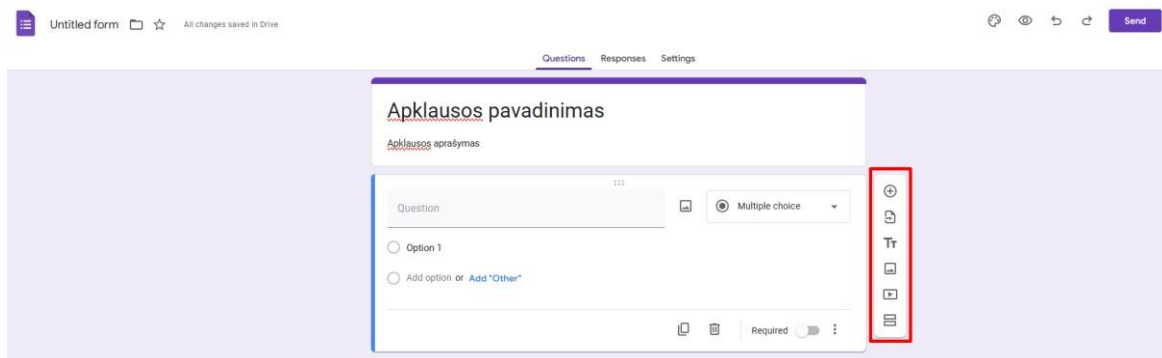 Untitled form All changes saved in Drive Send
Questions Responses Settings
Apklausos pavadinimas
Apklausos aprašymas
Question Multiple choice
Option 1
Add option or Add "Other"
Required